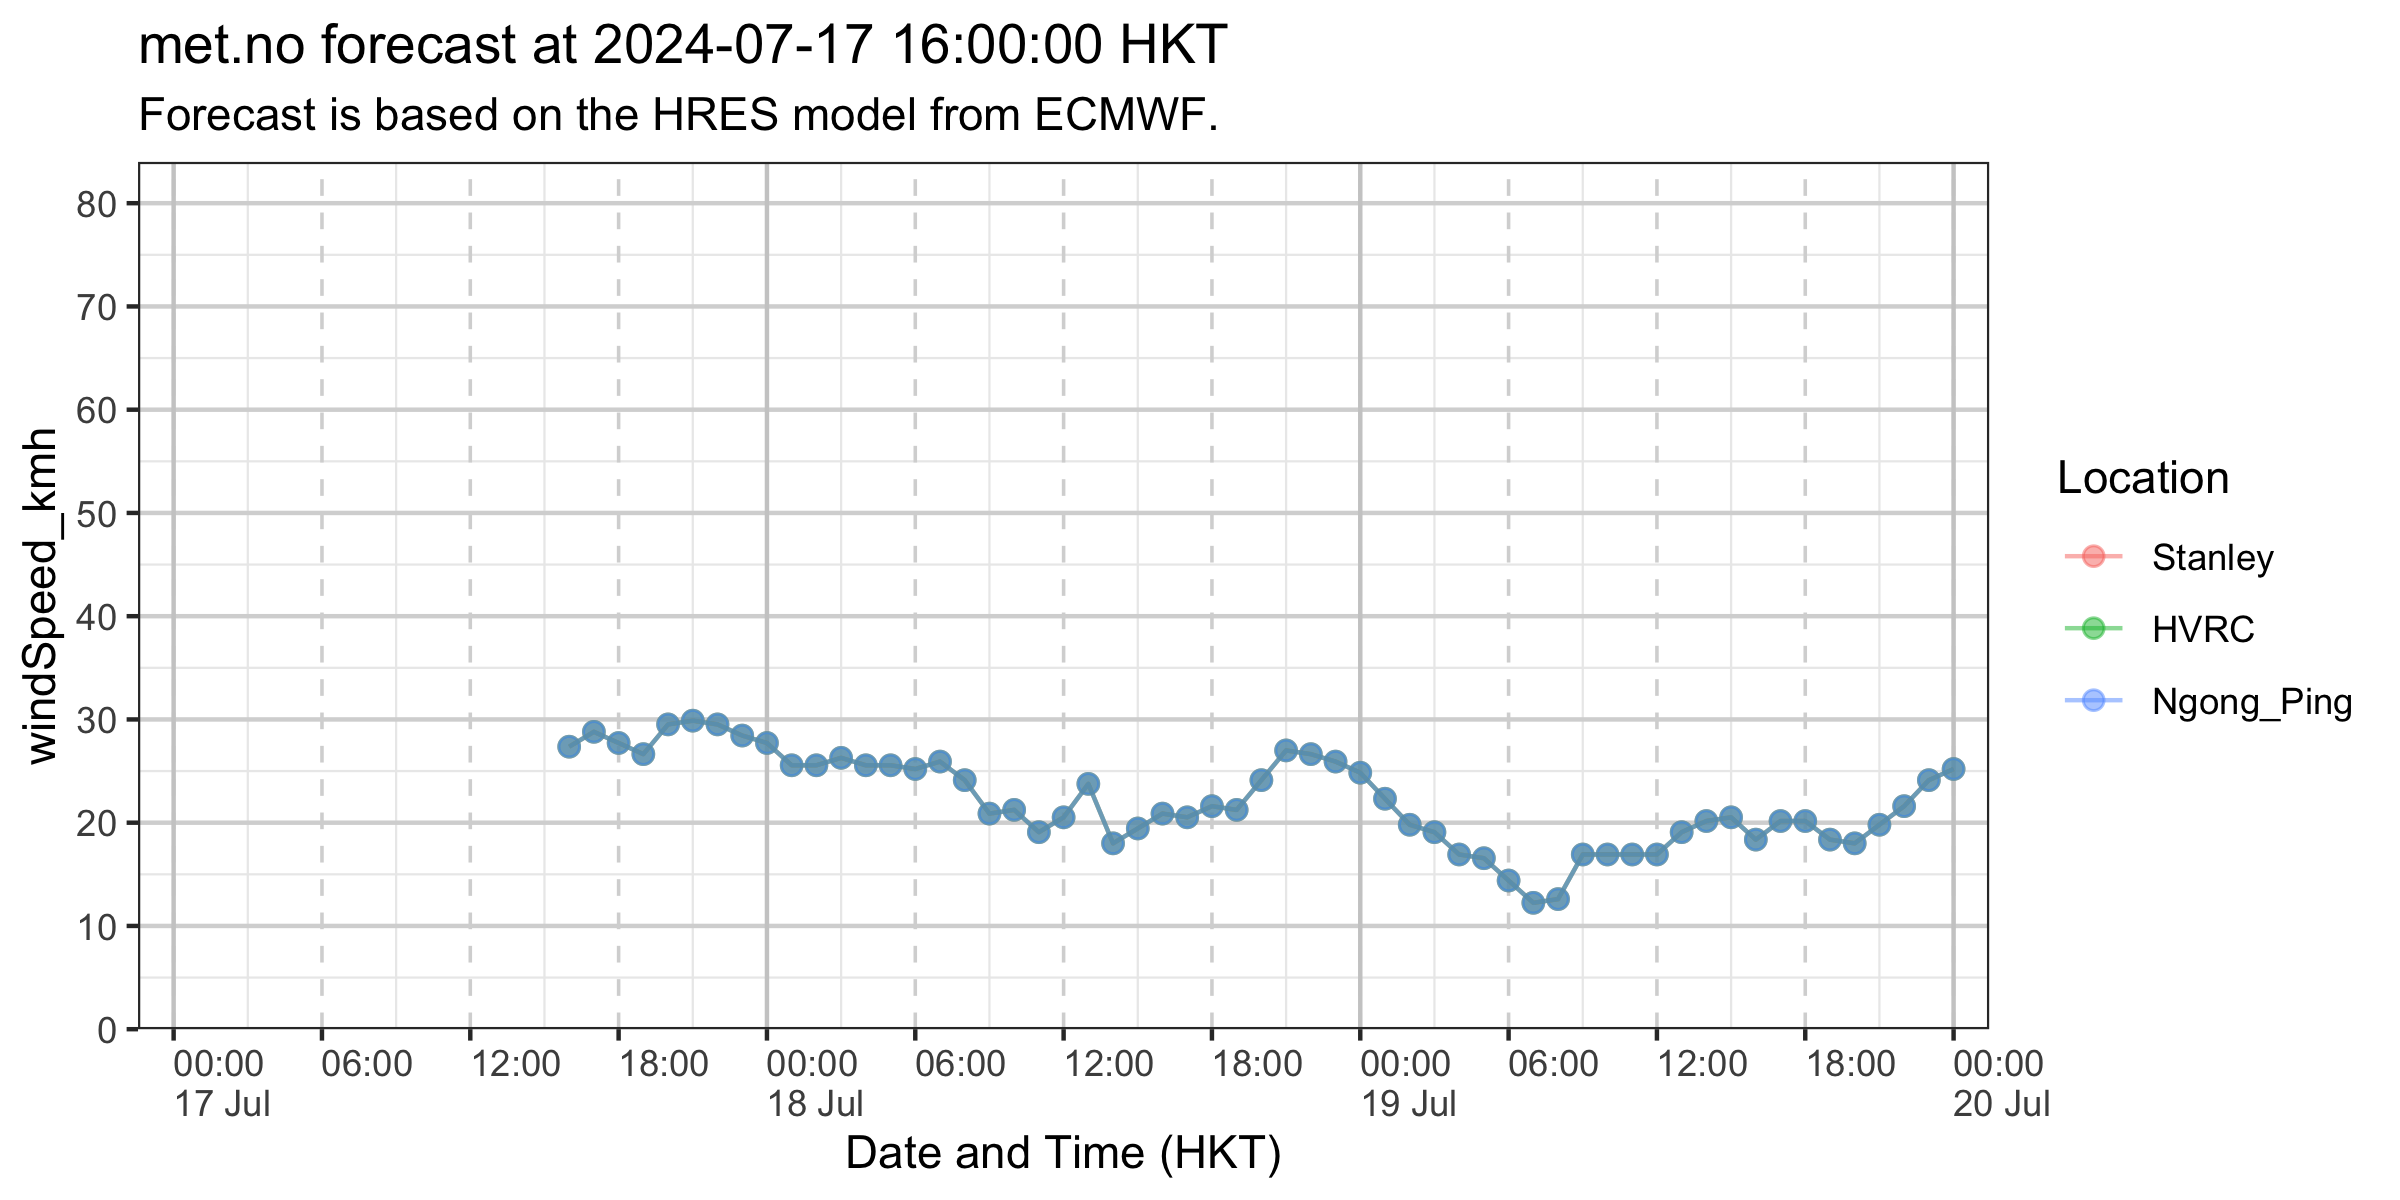 met.no forecast at 2024-07-17 16:00:00 HKT
Forecast is based on the HRES model from ECMWF.
windSpeed_kmh
80
70
60
50
40
30
20
10
0
00:00 06:00 12:00 18:00 00:00 06:00 12:00 18:00 00:00 06:00 12:00 18:00 00:00
17 Jul 18 Jul 19 Jul 20 Jul
Date and Time (HKT)
Location
Stanley
HVRC
Ngong_Ping